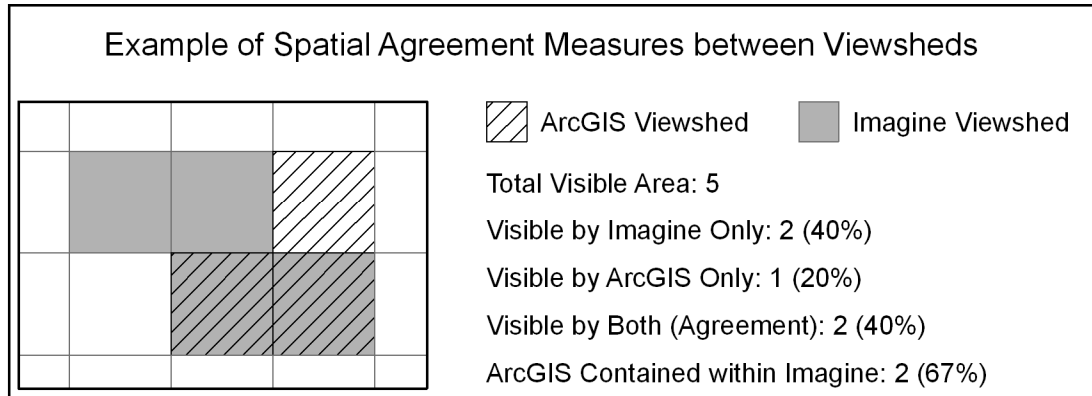 Example of Spatial Agreement Measures between Viewsheds
ArcGIS Viewshed
Imagine Viewshed
Total Visible Area: 5
Visible by Imagine Only: 2 (40%)
Visible by ArcGIS Only: 1 (20%)
Visible by Both (Agreement): 2 (40%)
ArcGIS Contained within Imagine: 2 (67%)